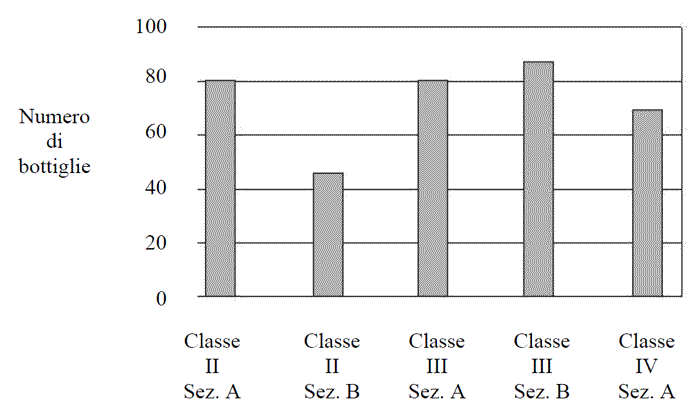 100
80
60
40
20
0
Numero
di
bottiglie
Classe
II
Sez. A
Classe
II
Sez. B
Classe
III
Sez. A
Classe
III
Sez. B
Classe
IV
Sez. A